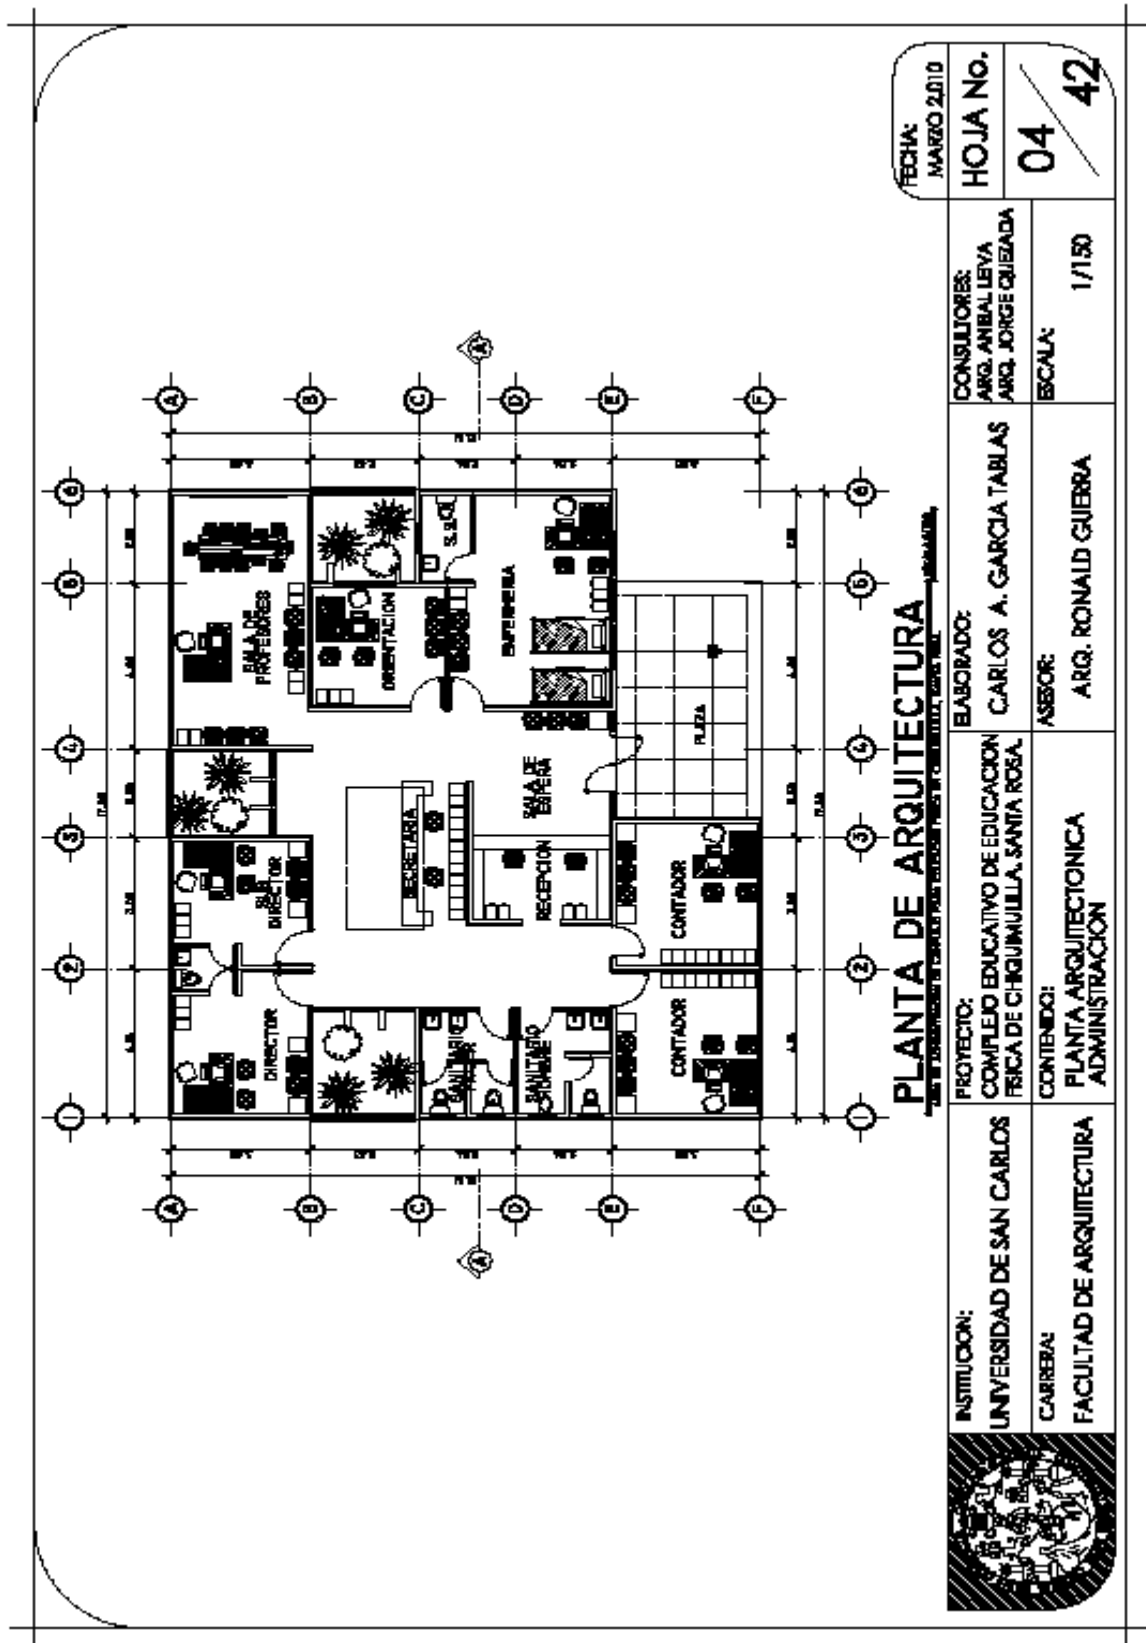 A
B
C
D
E
F
1
2
3
4
5
6
A
A
SALA DE
PROFESORES
ORIENTACION
S.S.
ENFERMERIA
SUB
DIRECTOR
DIRECTOR
SECRETARIA
SALA DE
ESPERA
RECEPCION
PLAZA
CONTADOR
CONTADOR
SANITARIO
SANITARIO
HOMBRE
PLANTA DE ARQUITECTURA
INSTITUCION:
UNIVERSIDAD DE SAN CARLOS
CARRERA:
FACULTAD DE ARQUITECTURA
PROYECTO:
COMPLEJO EDUCATIVO DE EDUCACION
FISICA DE CHIQUIMULILLA, SANTA ROSA.
CONTENIDO:
PLANTA ARQUITECTONICA
ADMINISTRACION
ELABORADO:
CARLOS A. GARCIA TABLAS
ASESOR:
ARQ. RONALD GUERRA
CONSULTORES:
ARQ. ANIBAL LEIVA
ARQ. JORGE QUEZADA
ESCALA:
1/150
FECHA:
MARZO 2,010
HOJA No.
04
42